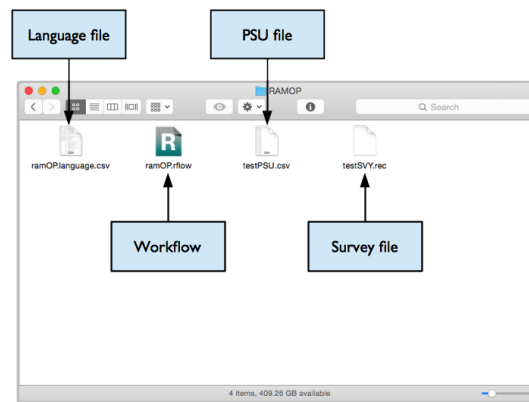 Language file
PSU file
RAMOP
Search
ramOP.language.csv
ramOP.rflow
testPSU.csv
testSVY.rec
Workflow
Survey file
4 items, 409.26 GB available